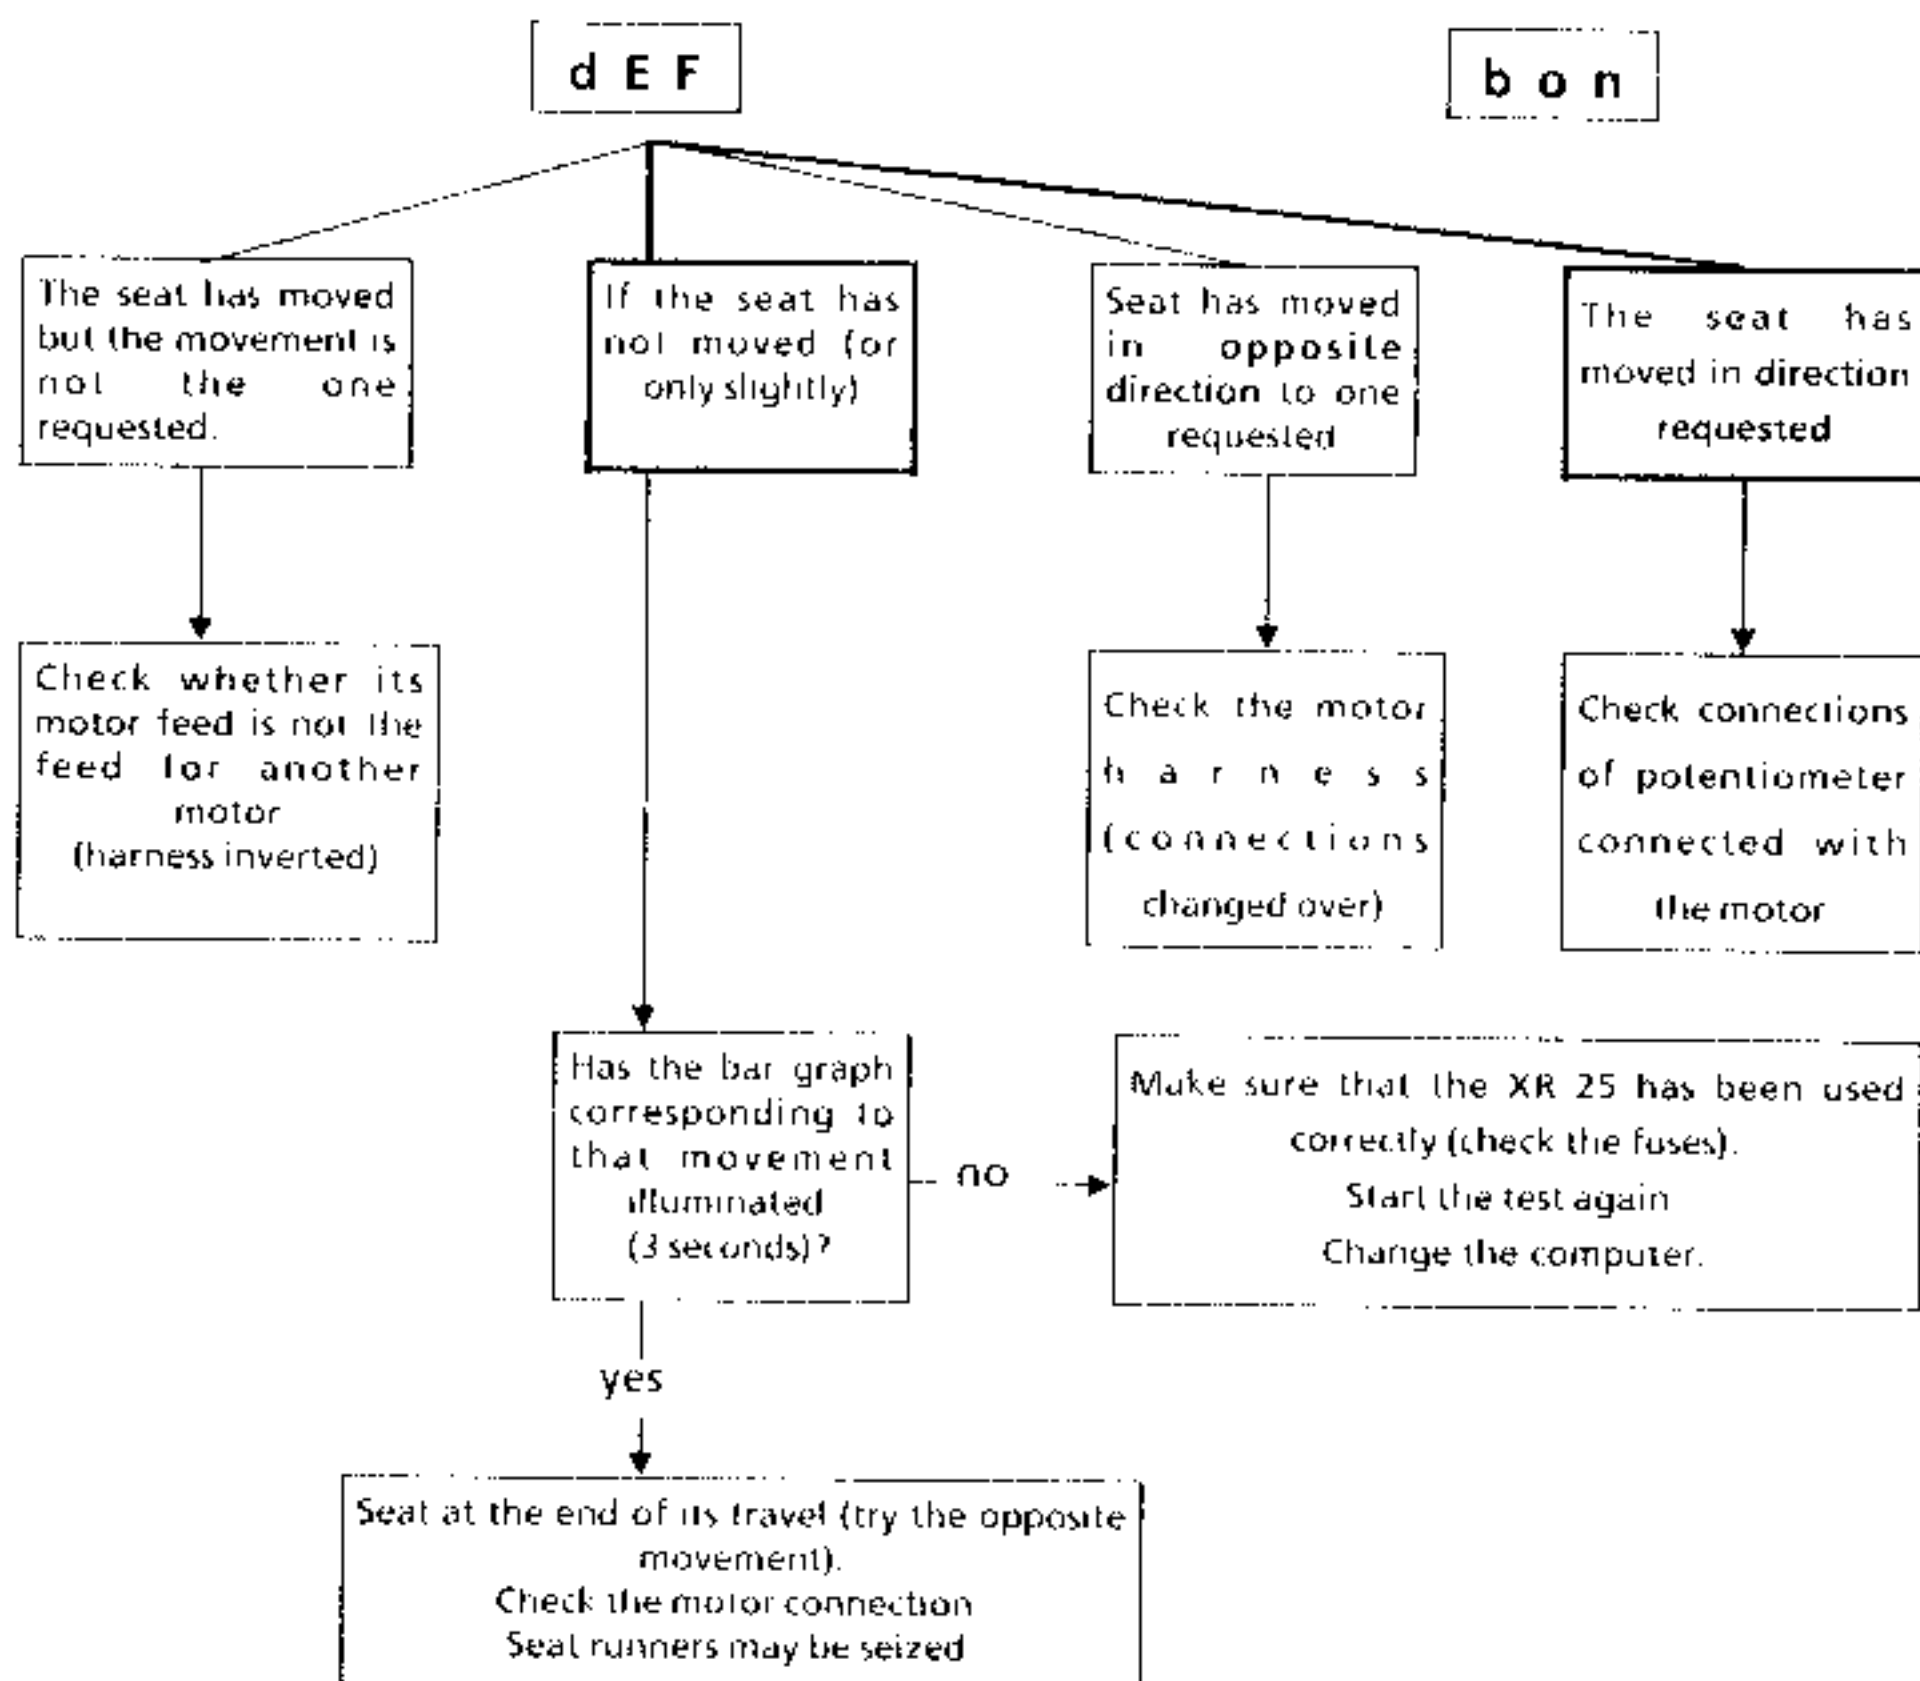 dEF
bon
The seat has moved
but the movement is
not the one
requested.
If the seat has
not moved (or
only slightly)
Seat has moved
in opposite
direction to one
requested
The seat has
moved in direction
requested
Check whether its
motor feed is not the
feed for another
motor
(harness inverted)
Check the motor
harness
(connections
changed over)
Check connections
of potentiometer
connected with
the motor
Has the bar graph
corresponding to
that movement
illuminated
(3 seconds)?
no
Make sure that the XR 25 has been used
correctly (check the fuses).
Start the test again
Change the computer.
yes
Seat at the end of its travel (try the opposite
movement).
Check the motor connection
Seat runners may be seized